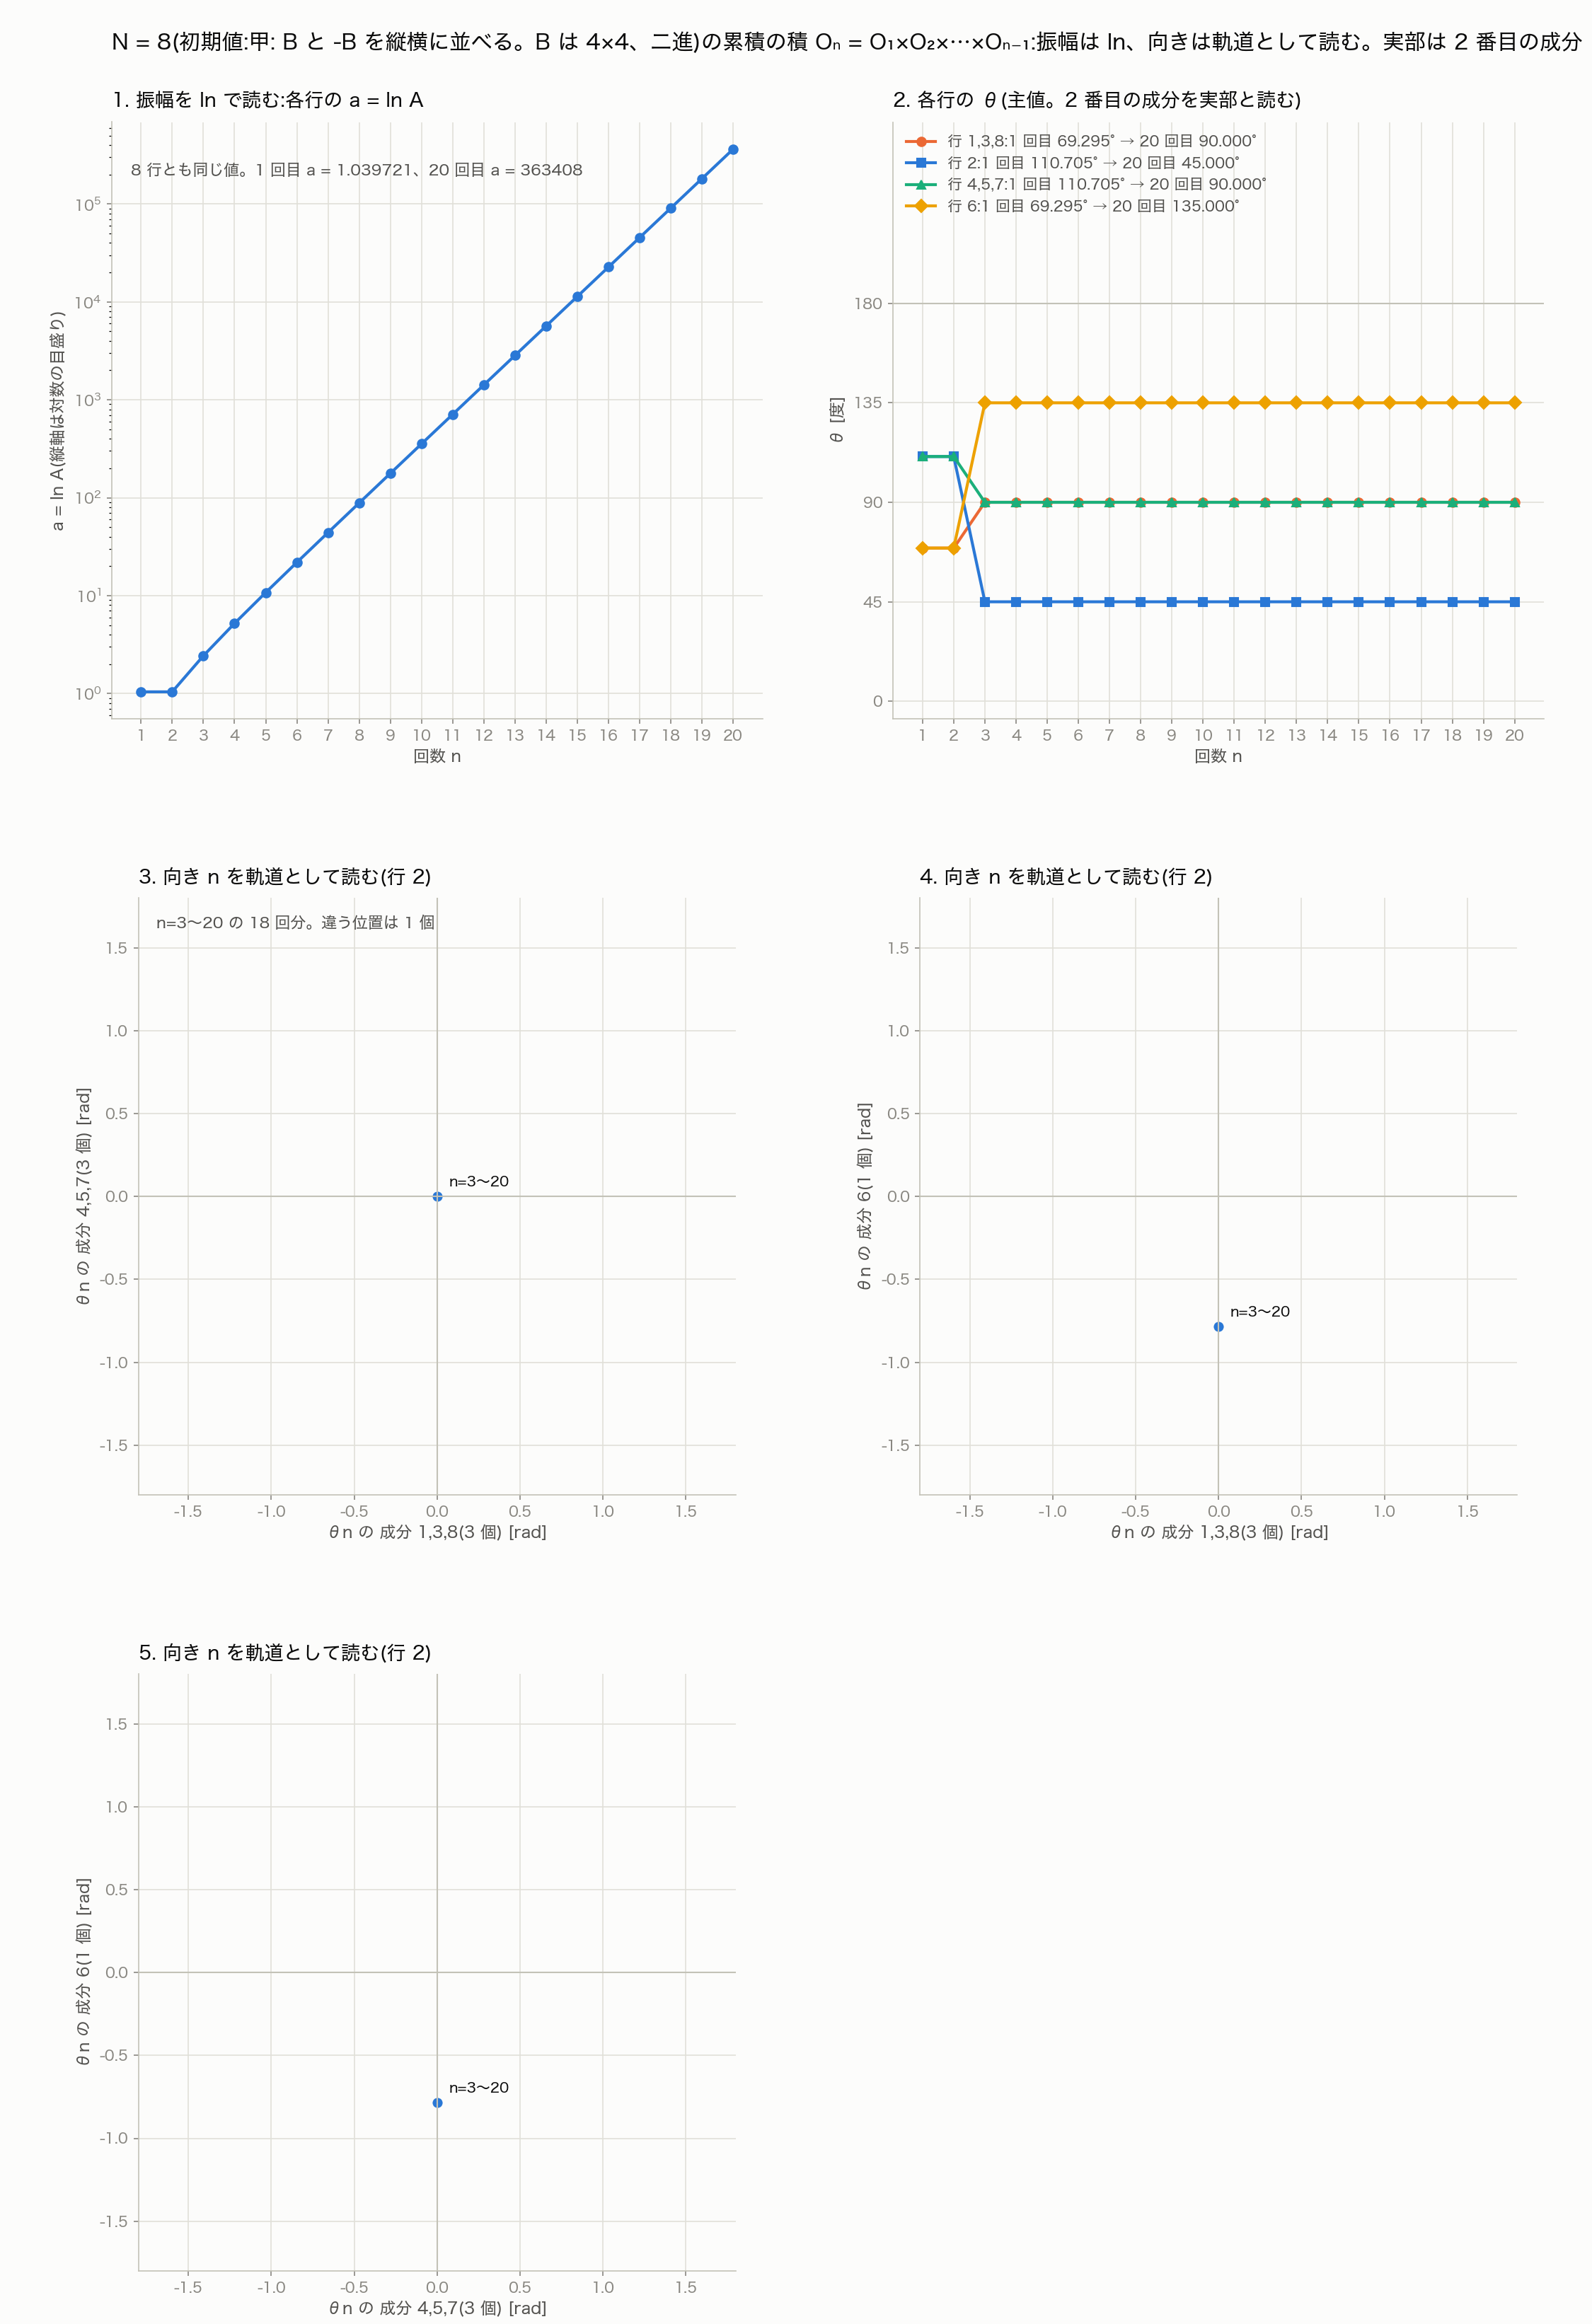 N = 8(初期値:甲: B と -B を縦横に並べる。B は 4×4、二進)の累積の積 Oₙ = O₁×O₂×⋯×Oₙ₋₁:振幅は ln、向きは軌道として読む。実部は 2 番目の成分
1. 振幅を ln で読む:各行の a = ln A
8 行とも同じ値。1 回目 a = 1.039721、20 回目 a = 363408
a = ln A(縦軸は対数の目盛り)
10⁵
10⁴
10³
10²
10¹
10⁰
1 2 3 4 5 6 7 8 9 10 11 12 13 14 15 16 17 18 19 20
回数 n
2. 各行の θ(主値。2 番目の成分を実部と読む)
行 1,3,8:1 回目 69.295° → 20 回目 90.000°
行 2:1 回目 110.705° → 20 回目 45.000°
行 4,5,7:1 回目 110.705° → 20 回目 90.000°
行 6:1 回目 69.295° → 20 回目 135.000°
θ [度]
180
135
90
45
0
1 2 3 4 5 6 7 8 9 10 11 12 13 14 15 16 17 18 19 20
回数 n
3. 向き n を軌道として読む(行 2)
n=3〜20 の 18 回分。違う位置は 1 個
θn の 成分 4,5,7(3 個) [rad]
1.5
1.0
0.5
0.0
-0.5
-1.0
-1.5
n=3〜20
-1.5 -1.0 -0.5 0.0 0.5 1.0 1.5
θn の 成分 1,3,8(3 個) [rad]
4. 向き n を軌道として読む(行 2)
θn の 成分 6(1 個) [rad]
1.5
1.0
0.5
0.0
-0.5
-1.0
-1.5
n=3〜20
-1.5 -1.0 -0.5 0.0 0.5 1.0 1.5
θn の 成分 1,3,8(3 個) [rad]
5. 向き n を軌道として読む(行 2)
θn の 成分 6(1 個) [rad]
1.5
1.0
0.5
0.0
-0.5
-1.0
-1.5
n=3〜20
-1.5 -1.0 -0.5 0.0 0.5 1.0 1.5
θn の 成分 4,5,7(3 個) [rad]